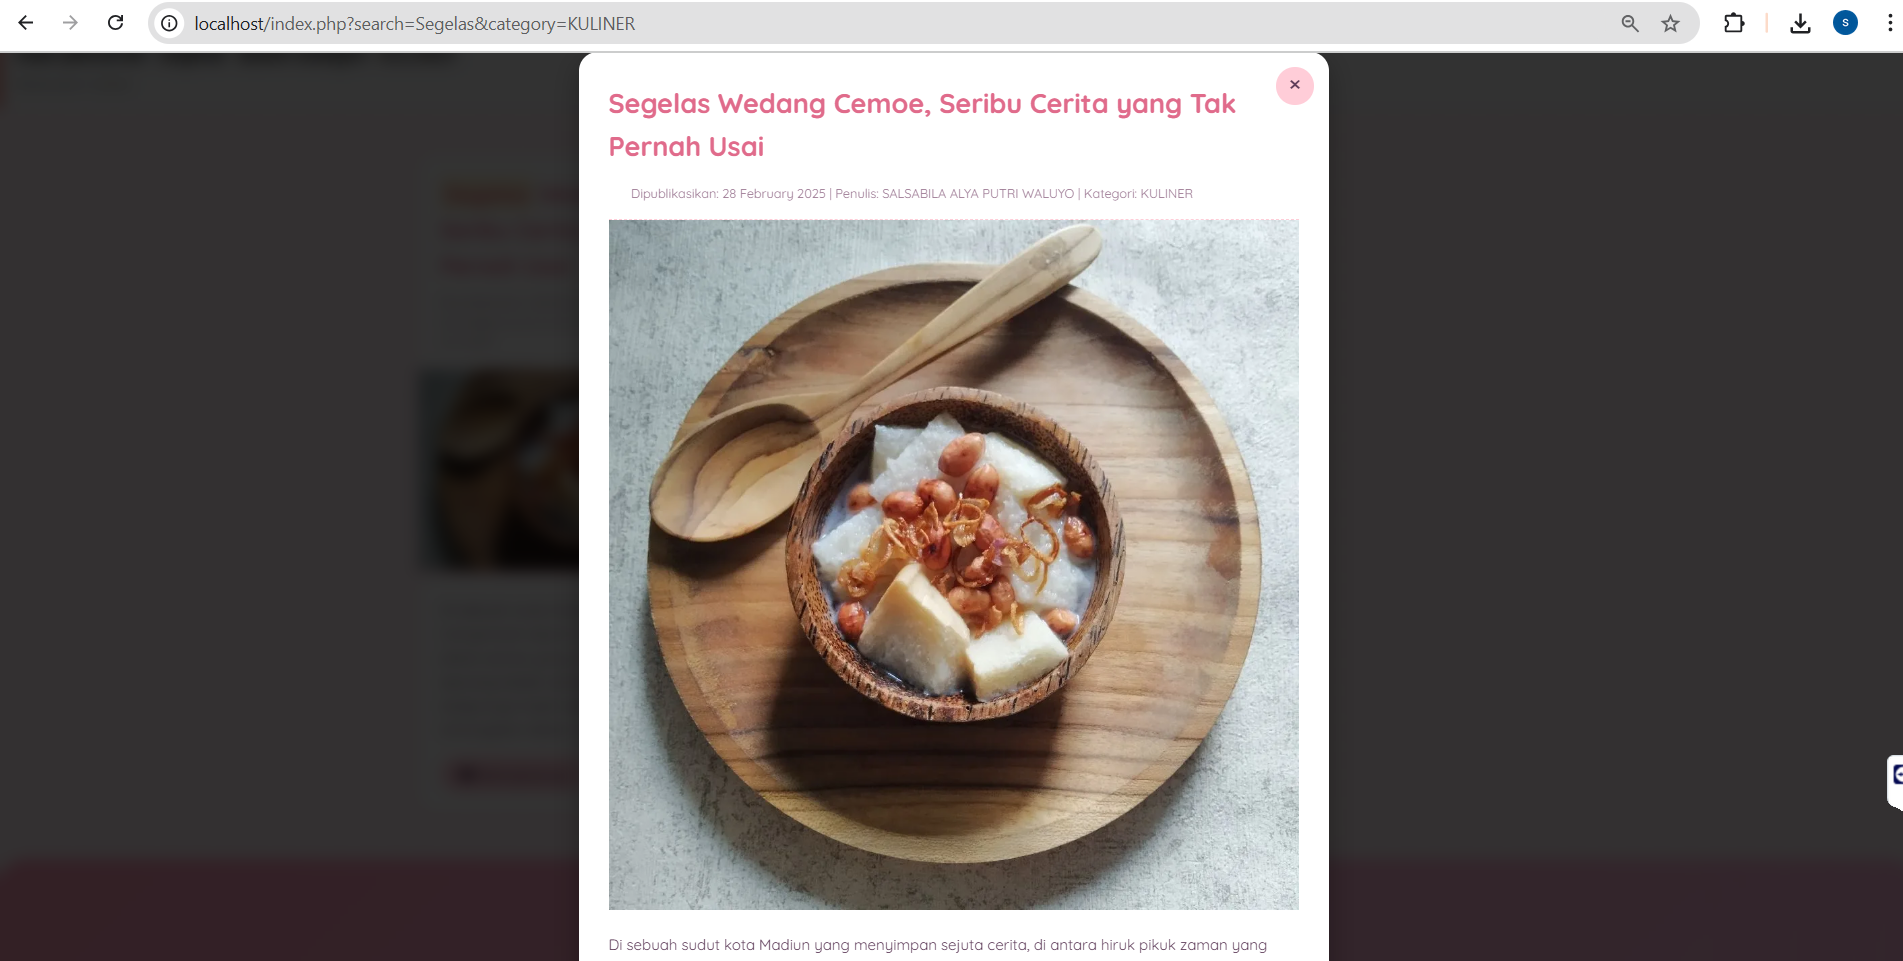 localhost/index.php?search=Segelas&category=KULINER
S
×
Segelas Wedang Cemoe, Seribu Cerita yang Tak
Pernah Usai
Dipublikasikan: 28 February 2025 | Penulis: SALSABILA ALYA PUTRI WALUYO | Kategori: KULINER
Di sebuah sudut kota Madiun yang menyimpan sejuta cerita, di antara hiruk pikuk zaman yang